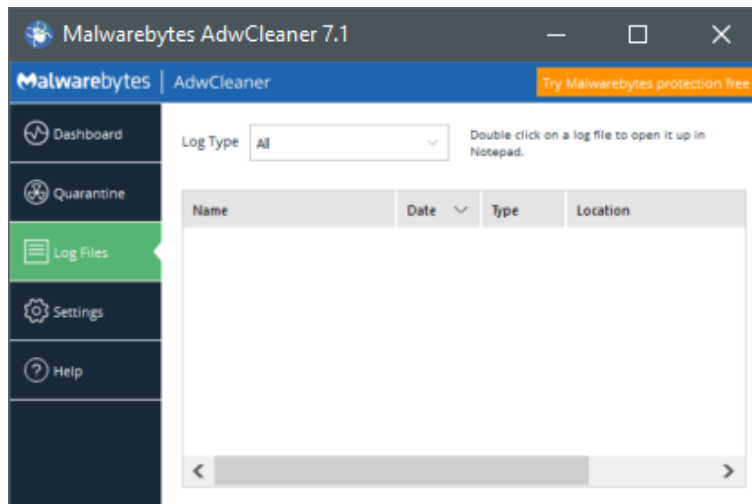 Malwarebytes AdwCleaner 7.1
Malwarebytes | AdwCleaner
Try Malwarebytes protection free
Dashboard
Quarantine
Log Files
Settings
Help
Log Type All
Double click on a log file to open it up in
Notepad.
Name Date Type Location